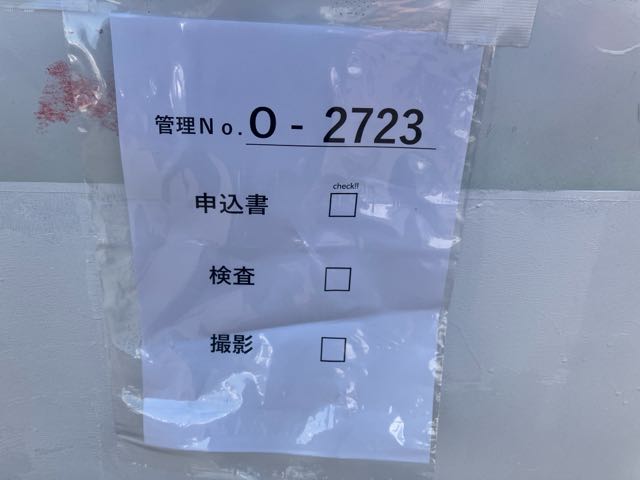 管理No. O - 2723
check!!
申込書 □
検査 □
撮影 □